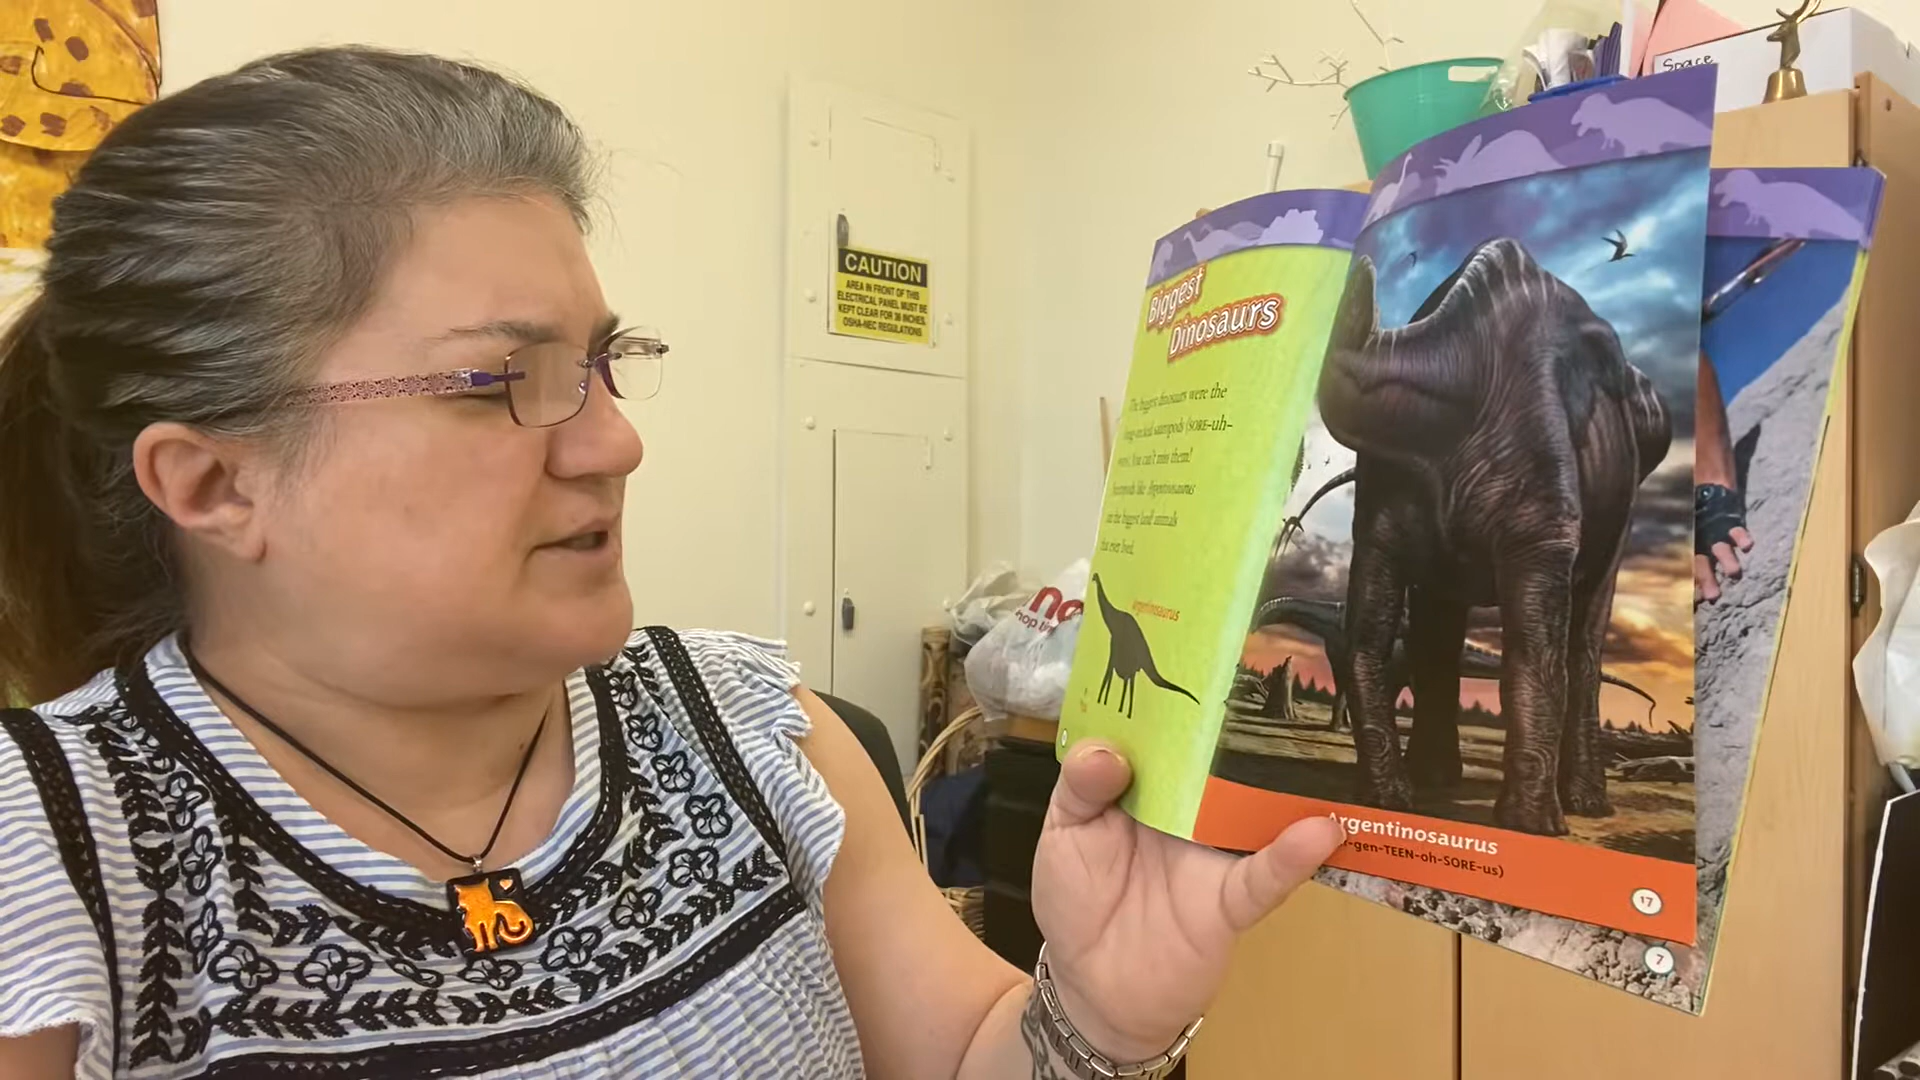 Space
CAUTION
AREA IN FRONT OF THIS
ELECTRICAL PANEL MUST BE
KEPT CLEAR FOR 36 INCHES.
OSHA-NEC REGULATIONS
Biggest
Dinosaurs
The biggest dinosaurs were the
long-necked sauropods (SORE-uh-
You can't miss them!
Sauropods like Argentinosaurus
the biggest land animals
that ever lived.
Argentinosaurus
Argentinosaurus
-gen-TEEN-oh-SORE-us)
17
7